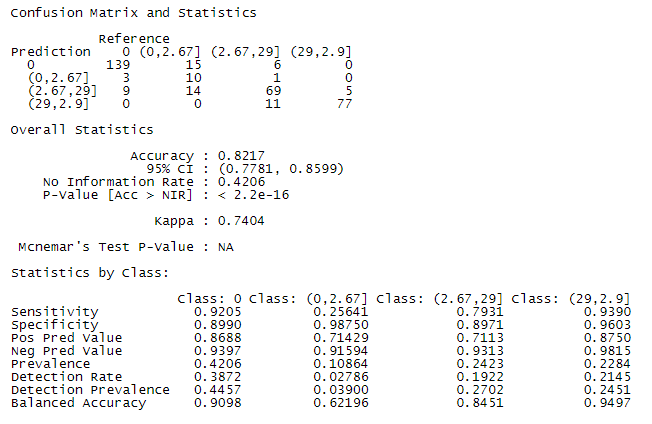 Confusion Matrix and Statistics
Reference
Prediction 0 (0,2.67] (2.67,29] (29,2.9]
0 139 15 6 0
(0,2.67] 3 10 1 0
(2.67,29] 9 14 69 5
(29,2.9] 0 0 11 77
Overall Statistics
Accuracy : 0.8217
95% CI : (0.7781, 0.8599)
No Information Rate : 0.4206
P-Value [Acc > NIR] : < 2.2e-16
Kappa : 0.7404
Mcnemar's Test P-Value : NA
Statistics by Class:
Class: 0 Class: (0,2.67] Class: (2.67,29] Class: (29,2.9]
Sensitivity 0.9205 0.25641 0.7931 0.9390
Specificity 0.8990 0.98750 0.8971 0.9603
Pos Pred Value 0.8688 0.71429 0.7113 0.8750
Neg Pred Value 0.9397 0.91594 0.9313 0.9815
Prevalence 0.4206 0.10864 0.2423 0.2284
Detection Rate 0.3872 0.02786 0.1922 0.2145
Detection Prevalence 0.4457 0.03900 0.2702 0.2451
Balanced Accuracy 0.9098 0.62196 0.8451 0.9497